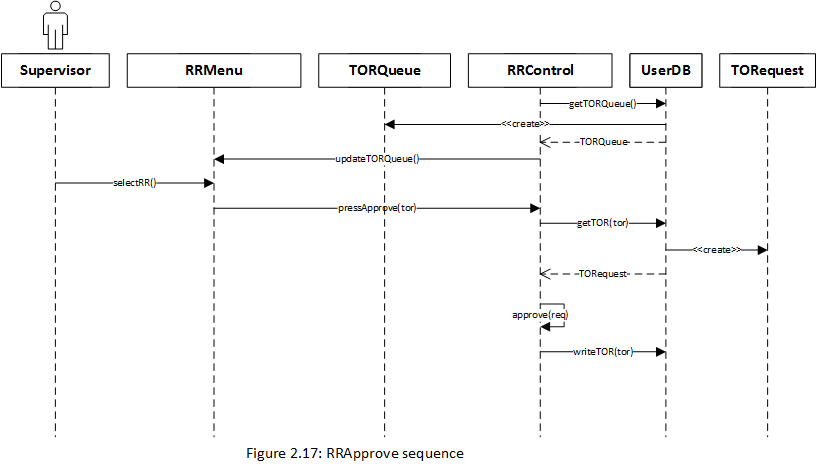 Supervisor
RRMenu
TORQueue
RRControl
UserDB
TORequest
getTORQueue()
<<create>>
TORQueue
updateTORQueue()
selectRR()
pressApprove(tor)
getTOR(tor)
<<create>>
TORequest
approve(req)
writeTOR(tor)
Figure 2.17: RRApprove sequence